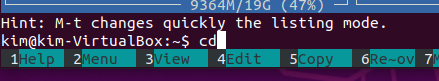 9364M/19G (47%)
Hint: M-t changes quickly the listing mode.
kim@kim-VirtualBox:~$ cd
1Help 2Menu 3View 4Edit 5Copy 6Re~ov 7M